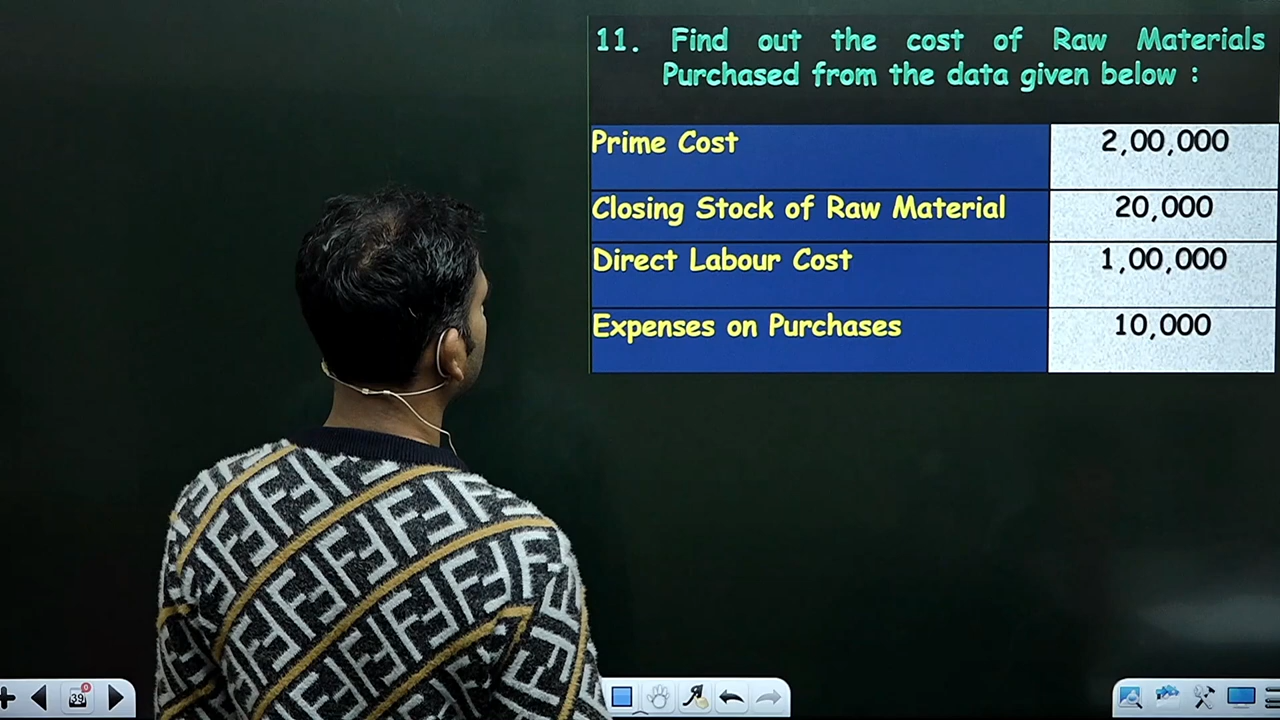 11. Find out the cost of Raw Materials
Purchased from the data given below :
Prime Cost 2,00,000
Closing Stock of Raw Material 20,000
Direct Labour Cost 1,00,000
Expenses on Purchases 10,000
39